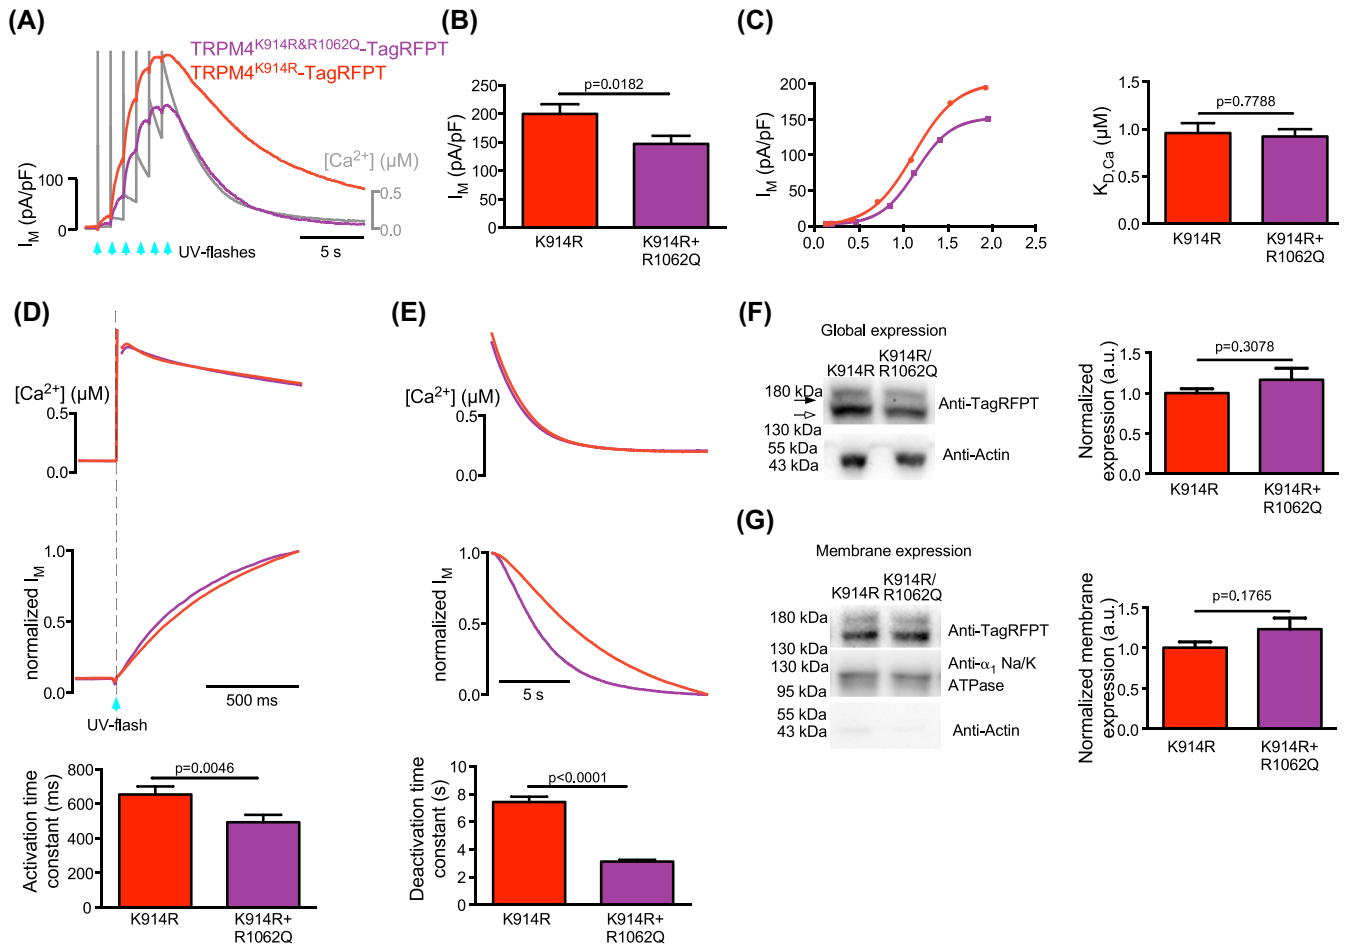 (A)
TRPM4K914R&R1062Q-TagRFPT
TRPM4K914R-TagRFPT
[Ca2+] (µM)
0.5
0.0
100
0
IM (pA/pF)
UV-flashes
5 s
(B)
p=0.0182
IM (pA/pF)
250
200
150
100
50
0
K914R
K914R+
R1062Q
(C)
IM (pA/pF)
200
150
100
50
0
0.0 0.5 1.0 1.5 2.0 2.5
KD,Ca (µM)
1.5
1.0
0.5
0.0
p=0.7788
K914R
K914R+
R1062Q
(D)
[Ca2+] (µM)
0.5
0.0
normalized IM
1.0
0.5
0.0
UV-flash
500 ms
Activation time
constant (ms)
800
600
400
200
0
p=0.0046
K914R
K914R+
R1062Q
(E)
[Ca2+] (µM)
0.5
0.0
normalized IM
1.0
0.5
1.0
5 s
Deactivation time
constant (s)
10
8
6
4
2
0
p<0.0001
K914R
K914R+
R1062Q
(F)
Global expression
K914R
K914R/
R1062Q
180 kDa
130 kDa
55 kDa
43 kDa
Anti-TagRFPT
Anti-Actin
Normalized
expression (a.u.)
1.5
1.0
0.5
0.0
p=0.3078
K914R
K914R+
R1062Q
(G)
Membrane expression
K914R
K914R/
R1062Q
180 kDa
130 kDa
130 kDa
95 kDa
55 kDa
43 kDa
Anti-TagRFPT
Anti-α1 Na/K
ATPase
Anti-Actin
Normalized membrane
expression (a.u.)
1.5
1.0
0.5
0.0
p=0.1765
K914R
K914R+
R1062Q